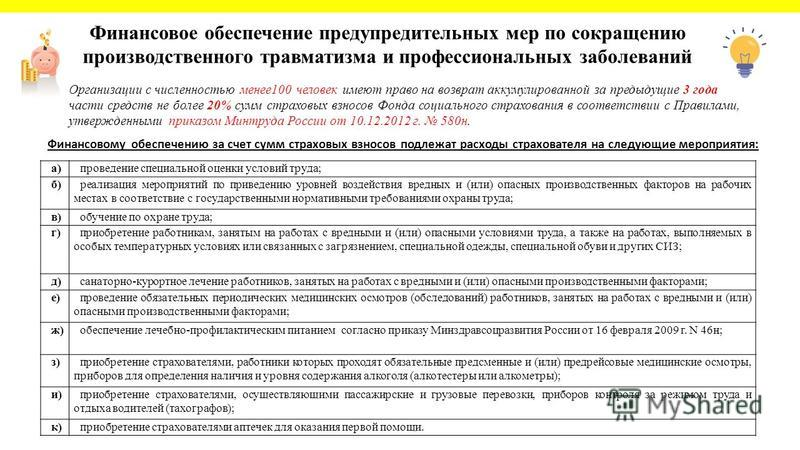 Финансовое обеспечение предупредительных мер по сокращению
производственного травматизма и профессиональных заболеваний
Организации с численностью менее100 человек имеют право на возврат аккумулированной за предыдущие 3 года
части средств не более 20% сумм страховых взносов Фонда социального страхования в соответствии с Правилами,
утвержденными приказом Минтруда России от 10.12.2012 г. № 580н.
Финансовому обеспечению за счет сумм страховых взносов подлежат расходы страхователя на следующие мероприятия:
а) проведение специальной оценки условий труда;
б) реализация мероприятий по приведению уровней воздействия вредных и (или) опасных производственных факторов на рабочих
местах в соответствие с государственными нормативными требованиями охраны труда;
в) обучение по охране труда;
г) приобретение работникам, занятым на работах с вредными и (или) опасными условиями труда, а также на работах, выполняемых в
особых температурных условиях или связанных с загрязнением, специальной одежды, специальной обуви и других СИЗ;
д) санаторно-курортное лечение работников, занятых на работах с вредными и (или) опасными производственными факторами;
е) проведение обязательных периодических медицинских осмотров (обследований) работников, занятых на работах с вредными и (или)
опасными производственными факторами;
ж) обеспечение лечебно-профилактическим питанием согласно приказу Минздравсоцразвития России от 16 февраля 2009 г. N 46н;
з) приобретение страхователями, работники которых проходят обязательные предсменные и (или) предрейсовые медицинские осмотры,
приборов для определения наличия и уровня содержания алкоголя (алкотестеры или алкометры);
и) приобретение страхователями, осуществляющими пассажирские и грузовые перевозки, приборов контроля за режимом труда и
отдыха водителей (тахографов);
к) приобретение страхователями аптечек для оказания первой помощи.
MyShared